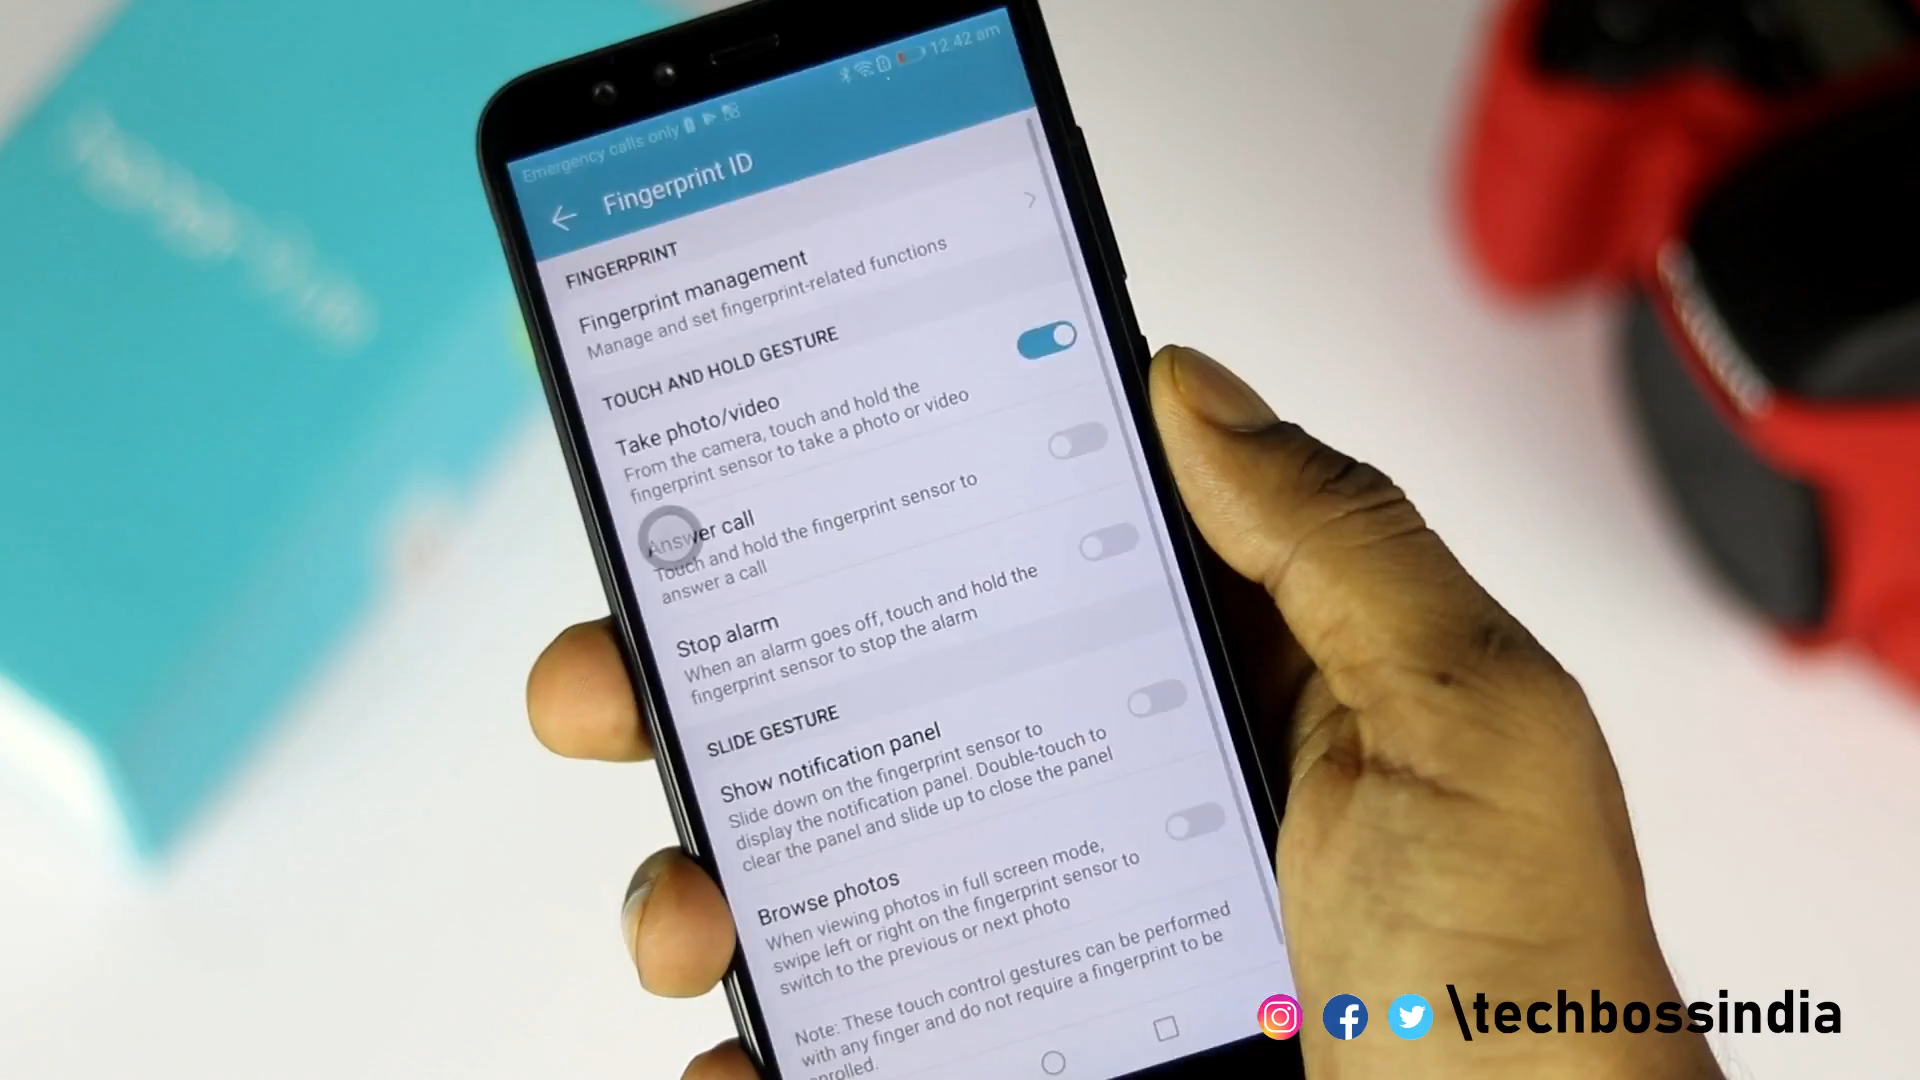 Emergency calls only
12.42 am
Fingerprint ID
FINGERPRINT
Fingerprint management
Manage and set fingerprint-related functions
TOUCH AND HOLD GESTURE
Take photo/video
From the camera, touch and hold the
fingerprint sensor to take a photo or video
Answer call
Touch and hold the fingerprint sensor to
answer a call
Stop alarm
When an alarm goes off, touch and hold the
fingerprint sensor to stop the alarm
SLIDE GESTURE
Show notification panel
Slide down on the fingerprint sensor to
display the notification panel. Double-touch to
clear the panel and slide up to close the panel
Browse photos
When viewing photos in full screen mode,
swipe left or right on the fingerprint sensor to
switch to the previous or next photo
Note: These touch control gestures can be performed
with any finger and do not require a fingerprint to be
enrolled.
\techbossindia